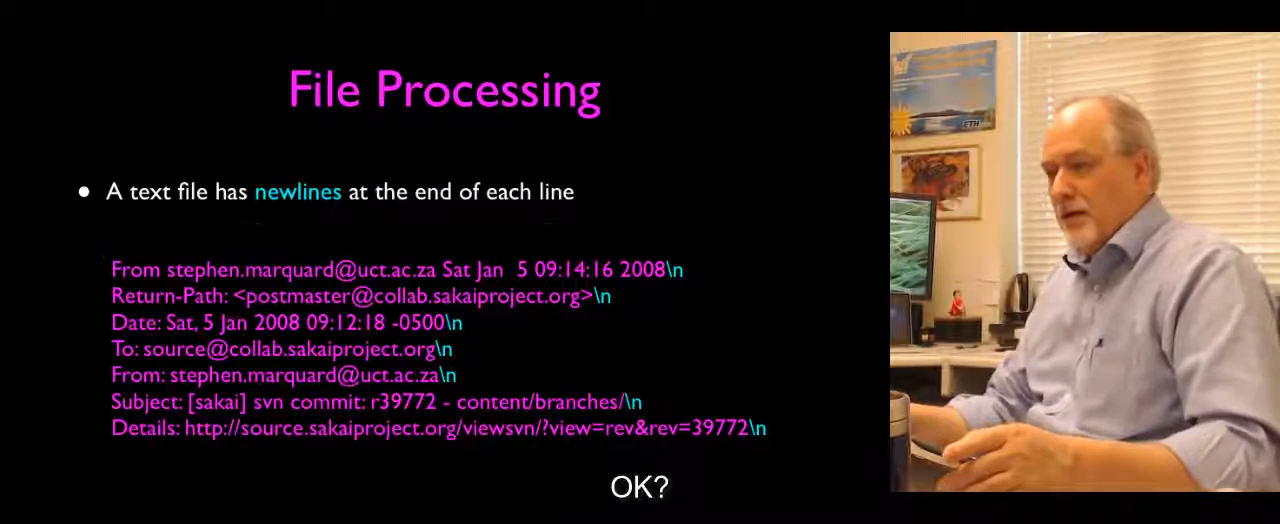 File Processing
● A text file has newlines at the end of each line
From stephen.marquard@uct.ac.za Sat Jan  5 09:14:16 2008\n
Return-Path: <postmaster@collab.sakaiproject.org>\n
Date: Sat, 5 Jan 2008 09:12:18 -0500\n
To: source@collab.sakaiproject.org\n
From: stephen.marquard@uct.ac.za\n
Subject: [sakai] svn commit: r39772 - content/branches/\n
Details: http://source.sakaiproject.org/viewsvn/?view=rev&rev=39772\n
OK?
ETH